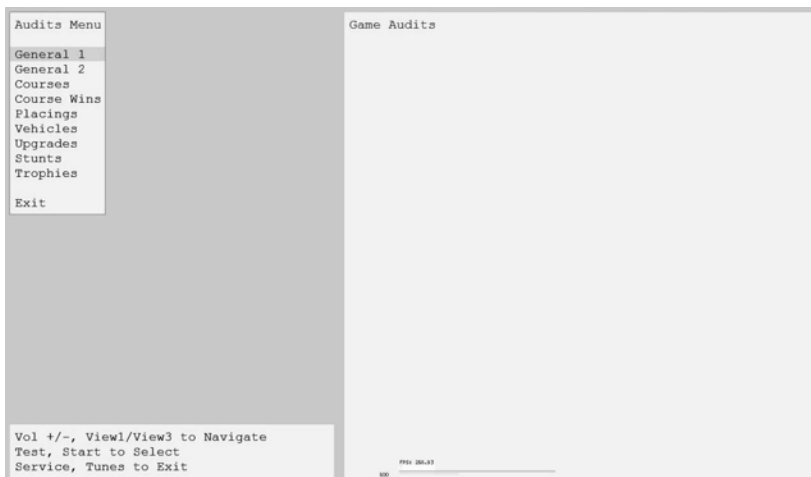 Audits Menu
General 1
General 2
Courses
Course Wins
Placings
Vehicles
Upgrades
Stunts
Trophies
Exit
Game Audits
Vol +/-, View1/View3 to Navigate
Test, Start to Select
Service, Tunes to Exit